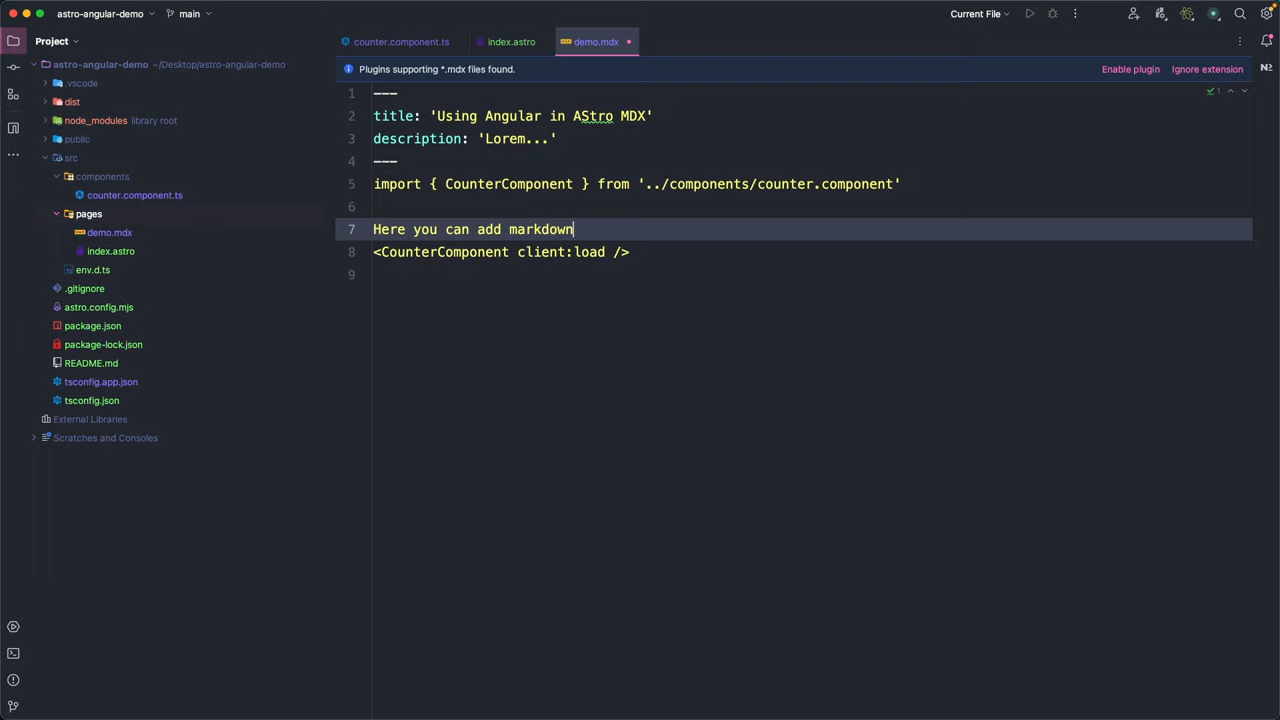 astro-angular-demo
main
Current File
Project
counter.component.ts
index.astro
demo.mdx
astro-angular-demo ~/Desktop/astro-angular-demo
.vscode
dist
node_modules library root
public
src
components
counter.component.ts
pages
demo.mdx
index.astro
env.d.ts
.gitignore
astro.config.mjs
package.json
package-lock.json
README.md
tsconfig.app.json
tsconfig.json
External Libraries
Scratches and Consoles
Plugins supporting *.mdx files found.
Enable plugin
Ignore extension
N2
1
1 ---
2 title: 'Using Angular in AStro MDX'
3 description: 'Lorem...'
4 ---
5 import { CounterComponent } from '../components/counter.component'
6
7 Here you can add markdown
8 <CounterComponent client:load />
9